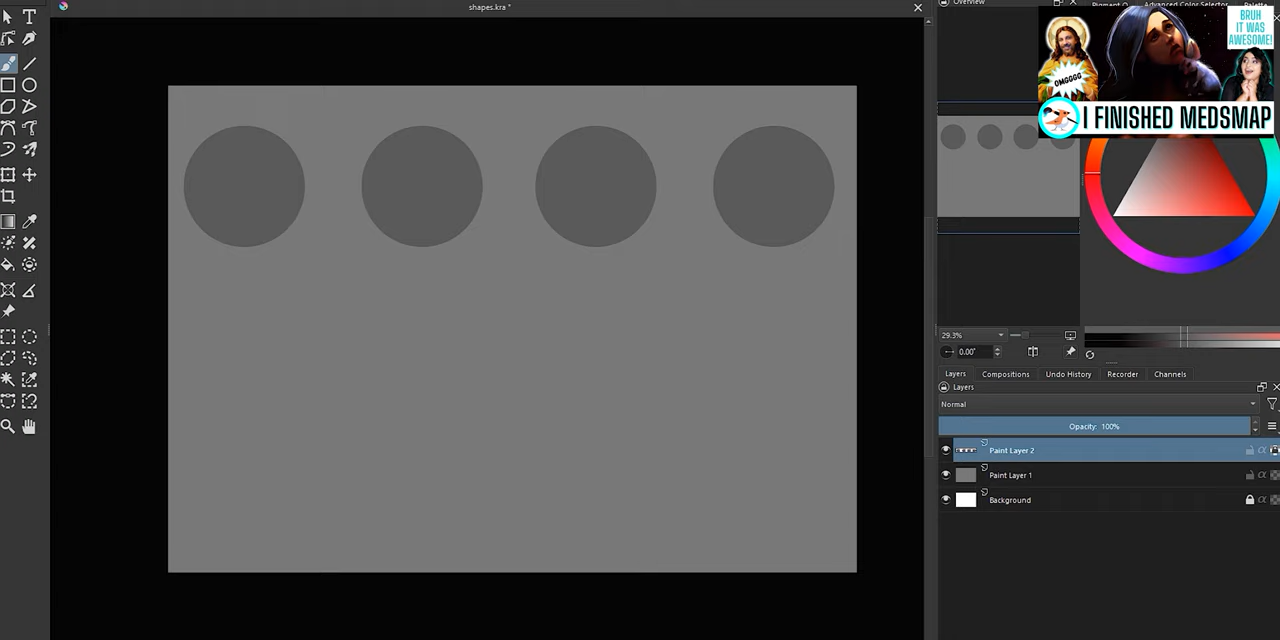 shapes.kra *
Overview
Advanced Color Selector
BRUH
IT WAS
AWESOME!
OMGGGG
I FINISHED MEDSMAP
29.3%
0.00°
Layers
Compositions
Undo History
Recorder
Channels
Layers
Normal
Opacity: 100%
Paint Layer 2
Paint Layer 1
Background